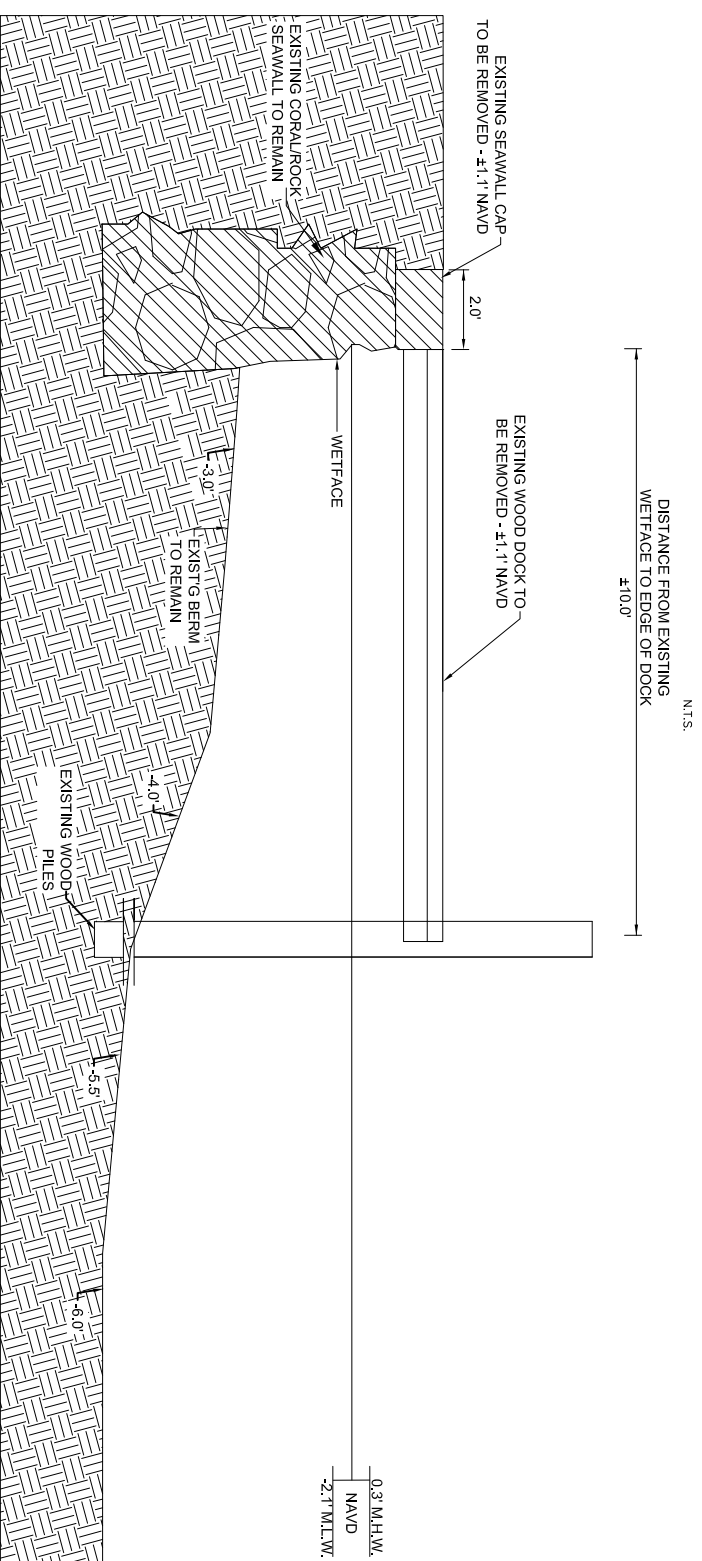 N.T.S.
DISTANCE FROM EXISTING
WETFACE TO EDGE OF DOCK
±10.0'
EXISTING SEAWALL CAP
TO BE REMOVED - ±1.1' NAVD
2.0'
EXISTING WOOD DOCK TO
BE REMOVED - ±1.1' NAVD
EXISTING CORAL/ROCK
SEAWALL TO REMAIN
WETFACE
0.3' M.H.W.
NAVD
-2.1' M.L.W.
-3.0'
EXIST'G BERM
TO REMAIN
-4.0'
EXISTING WOOD
PILES
-5.5'
-6.0'